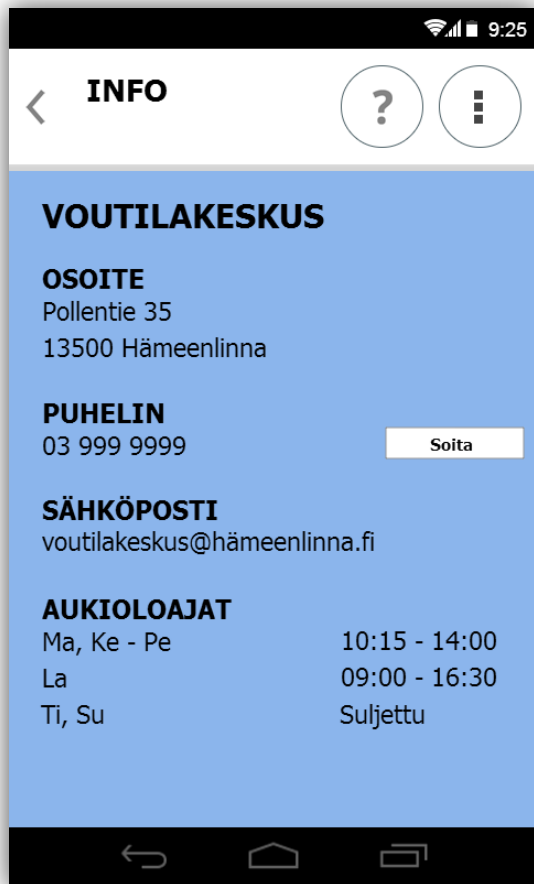 9:25
INFO
?
VOUTILAKESKUS
OSOITE
Pollentie 35
13500 Hämeenlinna
PUHELIN
03 999 9999
Soita
SÄHKÖPOSTI
voutilakeskus@hämeenlinna.fi
AUKIOLOAJAT
Ma, Ke - Pe 10:15 - 14:00
La 09:00 - 16:30
Ti, Su Suljettu